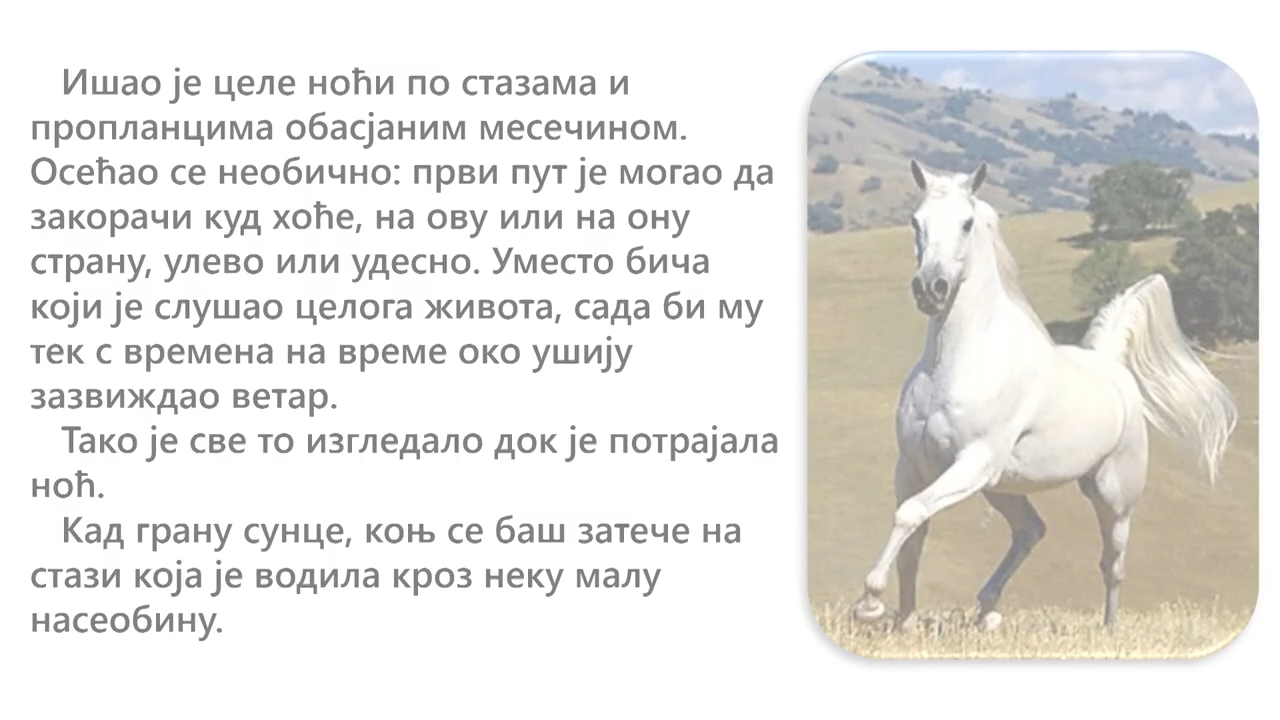 Ишао је целе ноћи по стазама и
пропланцима обасјаним месечином.
Осећао се необично: први пут је могао да
закорачи куд хоће, на ову или на ону
страну, улево или удесно. Уместо бича
који је слушао целога живота, сада би му
тек с времена на време око ушију
зазвиждао ветар.
Тако је све то изгледало док је потрајала
ноћ.
Кад грану сунце, коњ се баш затече на
стази која је водила кроз неку малу
насеобину.